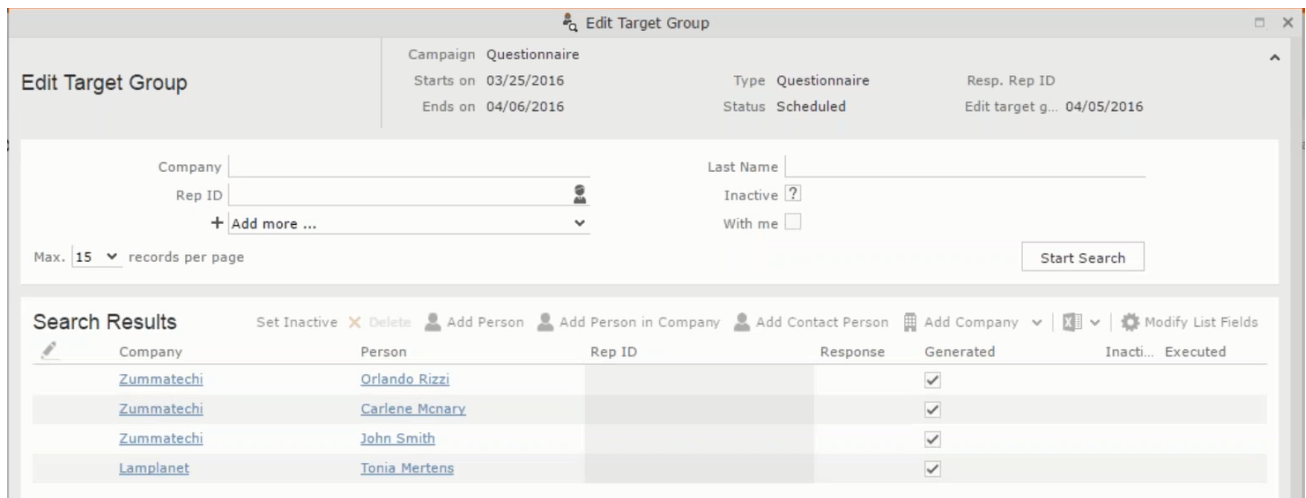 Edit Target Group
Edit Target Group
Campaign Questionnaire
Starts on 03/25/2016 Type Questionnaire Resp. Rep ID
Ends on 04/06/2016 Status Scheduled Edit target g... 04/05/2016
Company Last Name
Rep ID Inactive ?
+ Add more ... With me
Max. 15 records per page Start Search
Search Results Set Inactive Delete Add Person Add Person in Company Add Contact Person Add Company Modify List Fields
Company Person Rep ID Response Generated Inacti... Executed
Zummatechi Orlando Rizzi
Zummatechi Carlene Mcnary
Zummatechi John Smith
Lamplanet Tonia Mertens